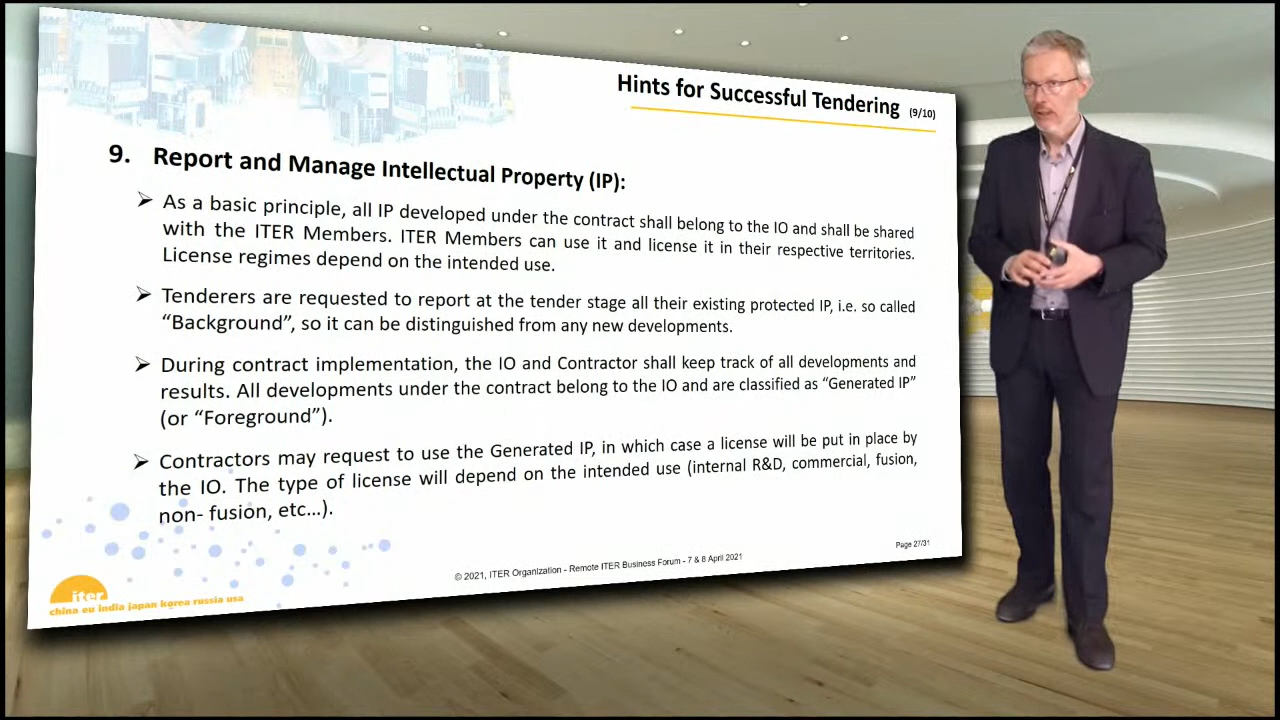 Hints for Successful Tendering (9/10)
9. Report and Manage Intellectual Property (IP):
➢ As a basic principle, all IP developed under the contract shall belong to the IO and shall be shared
with the ITER Members. ITER Members can use it and license it in their respective territories.
License regimes depend on the intended use.
➢ Tenderers are requested to report at the tender stage all their existing protected IP, i.e. so called
“Background”, so it can be distinguished from any new developments.
➢ During contract implementation, the IO and Contractor shall keep track of all developments and
results. All developments under the contract belong to the IO and are classified as “Generated IP”
(or “Foreground”).
➢ Contractors may request to use the Generated IP, in which case a license will be put in place by
the IO. The type of license will depend on the intended use (internal R&D, commercial, fusion,
non- fusion, etc…).
Page 27/31
© 2021, ITER Organization - Remote ITER Business Forum - 7 & 8 April 2021
iter
china eu india japan korea russia usa